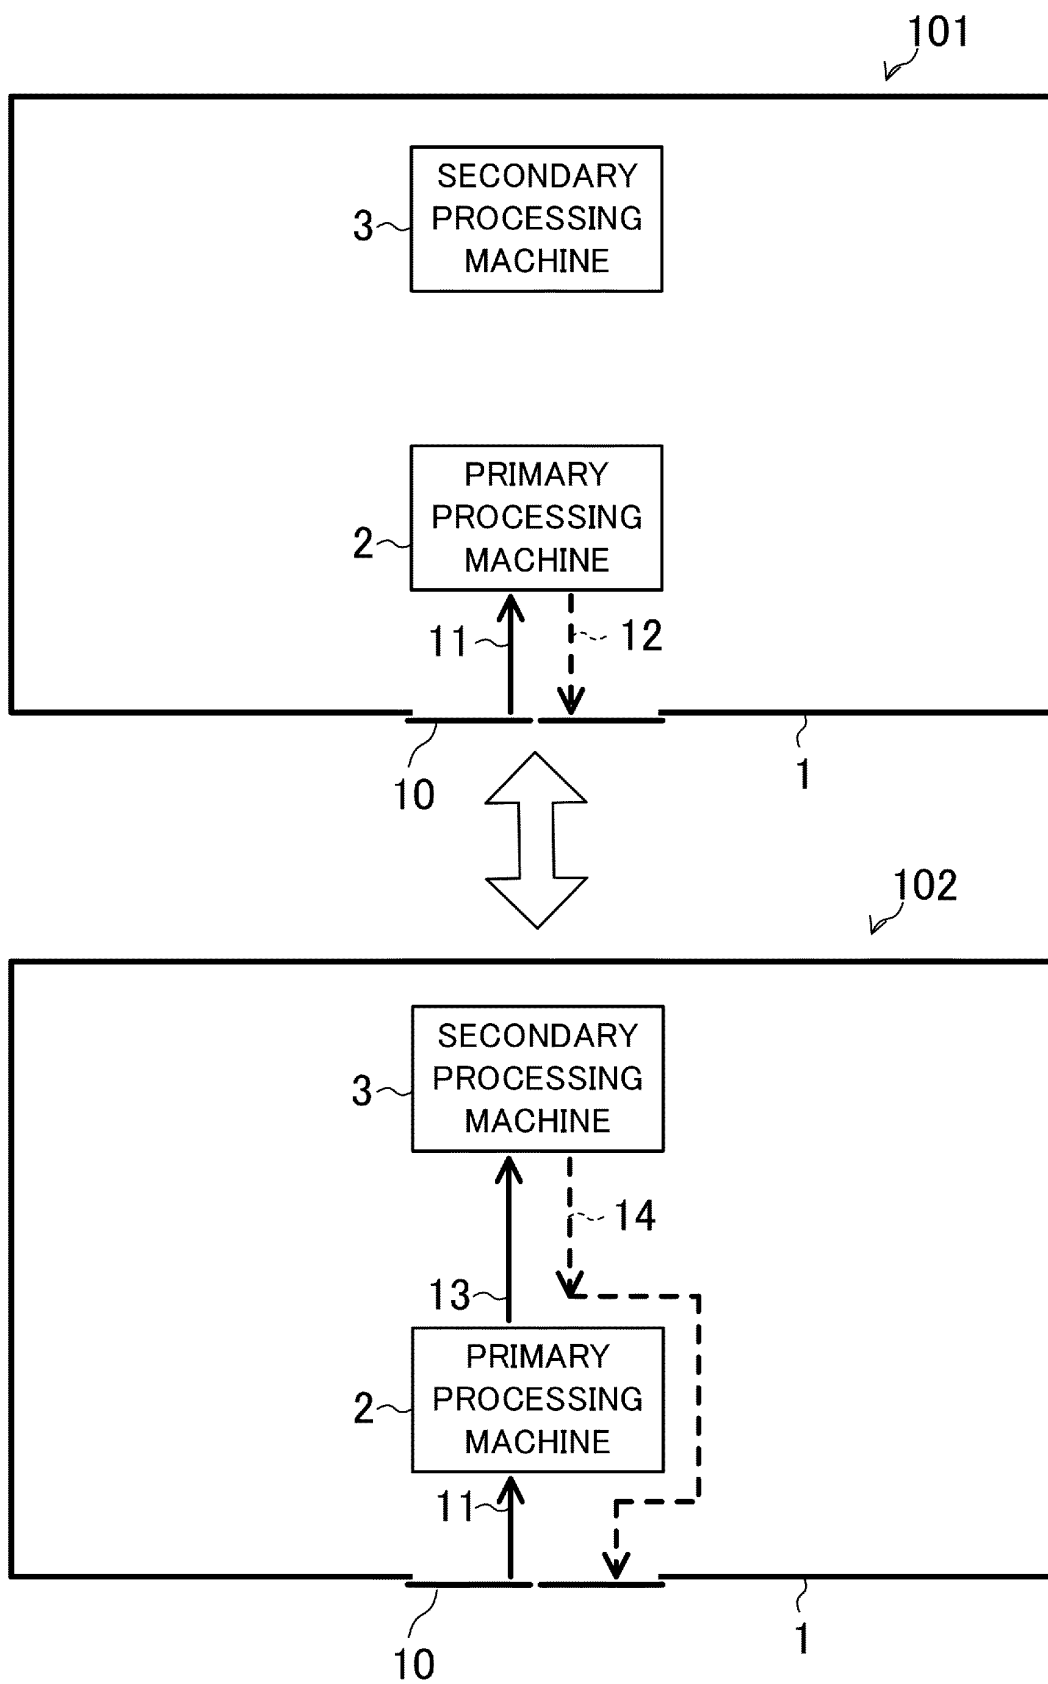 101
SECONDARY
PROCESSING
MACHINE
3
PRIMARY
PROCESSING
MACHINE
2
11
12
10
1
102
SECONDARY
PROCESSING
MACHINE
3
14
13
PRIMARY
PROCESSING
MACHINE
2
11
10
1